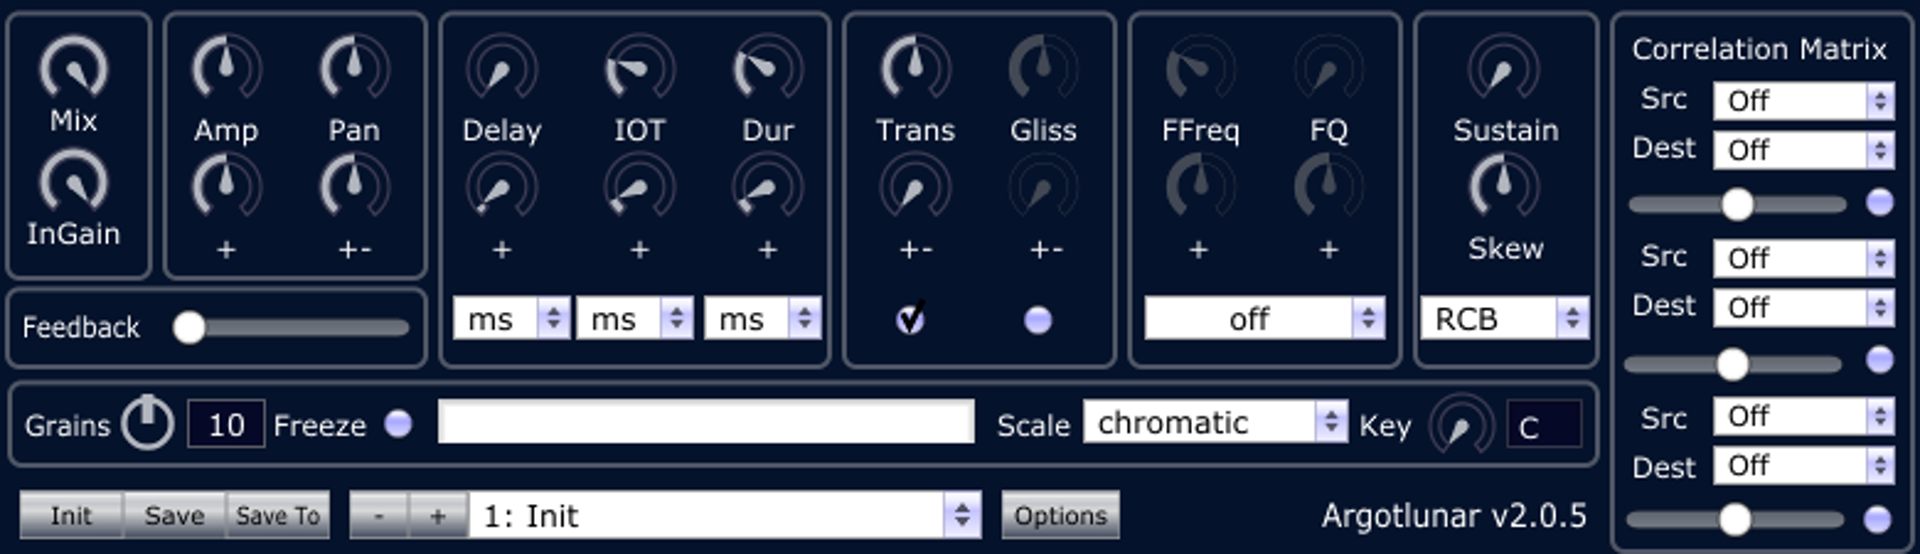 Mix
InGain
Amp Pan
+ +-
Delay IOT Dur
+ + +
ms ms ms
Trans Gliss
+- +-
FFreq FQ
+ +
off
Sustain
Skew
RCB
Feedback
Grains 10 Freeze Scale chromatic Key C
Init Save Save To - + 1: Init Options Argotlunar v2.0.5
Correlation Matrix
Src Off
Dest Off
Src Off
Dest Off
Src Off
Dest Off